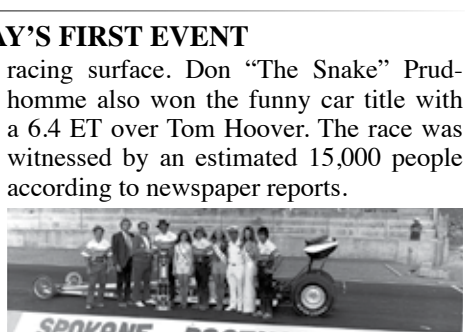 AY’S FIRST EVENT
racing surface. Don “The Snake” Prud-
homme also won the funny car title with
a 6.4 ET over Tom Hoover. The race was
witnessed by an estimated 15,000 people
according to newspaper reports.
SPOKANE